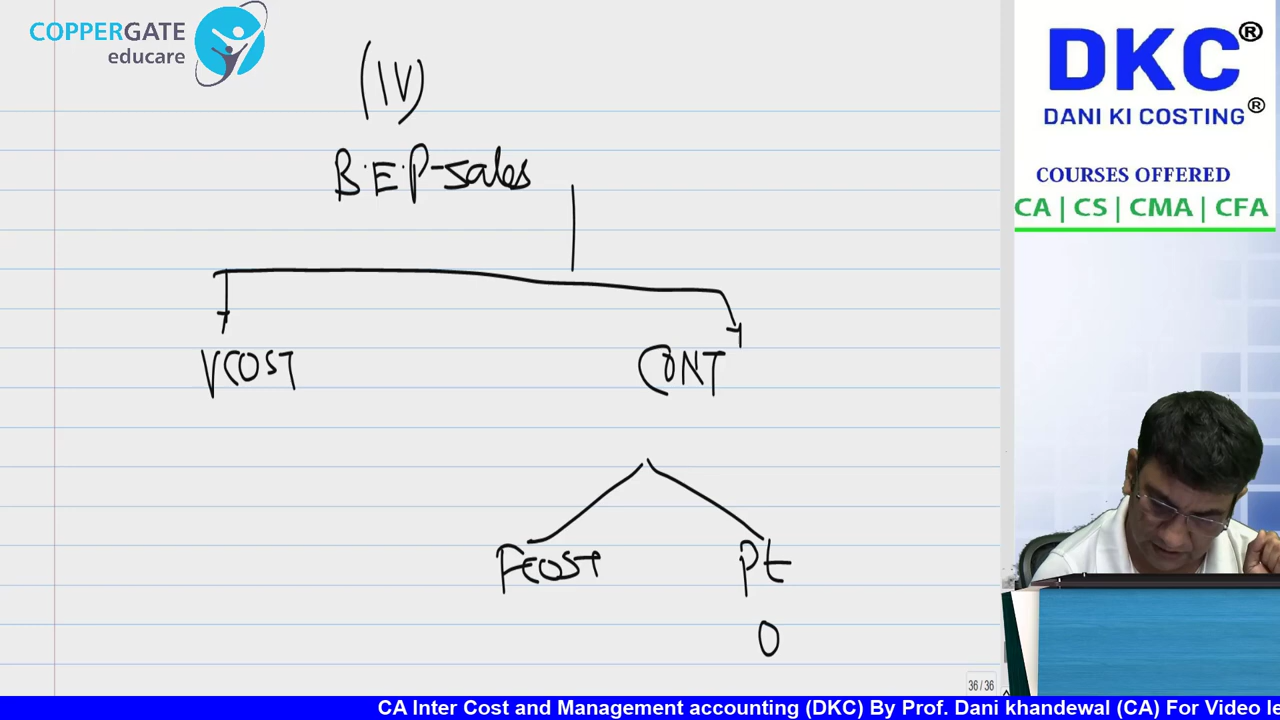 COPPERGATE
educare
(IV)
B.E.P-sales
VCOST
CONT
FCOST
Pt
0
36/36
DKC®
DANI KI COSTING®
COURSES OFFERED
CA | CS | CMA | CFA
CA Inter Cost and Management accounting (DKC) By Prof. Dani khandewal (CA) For Video le